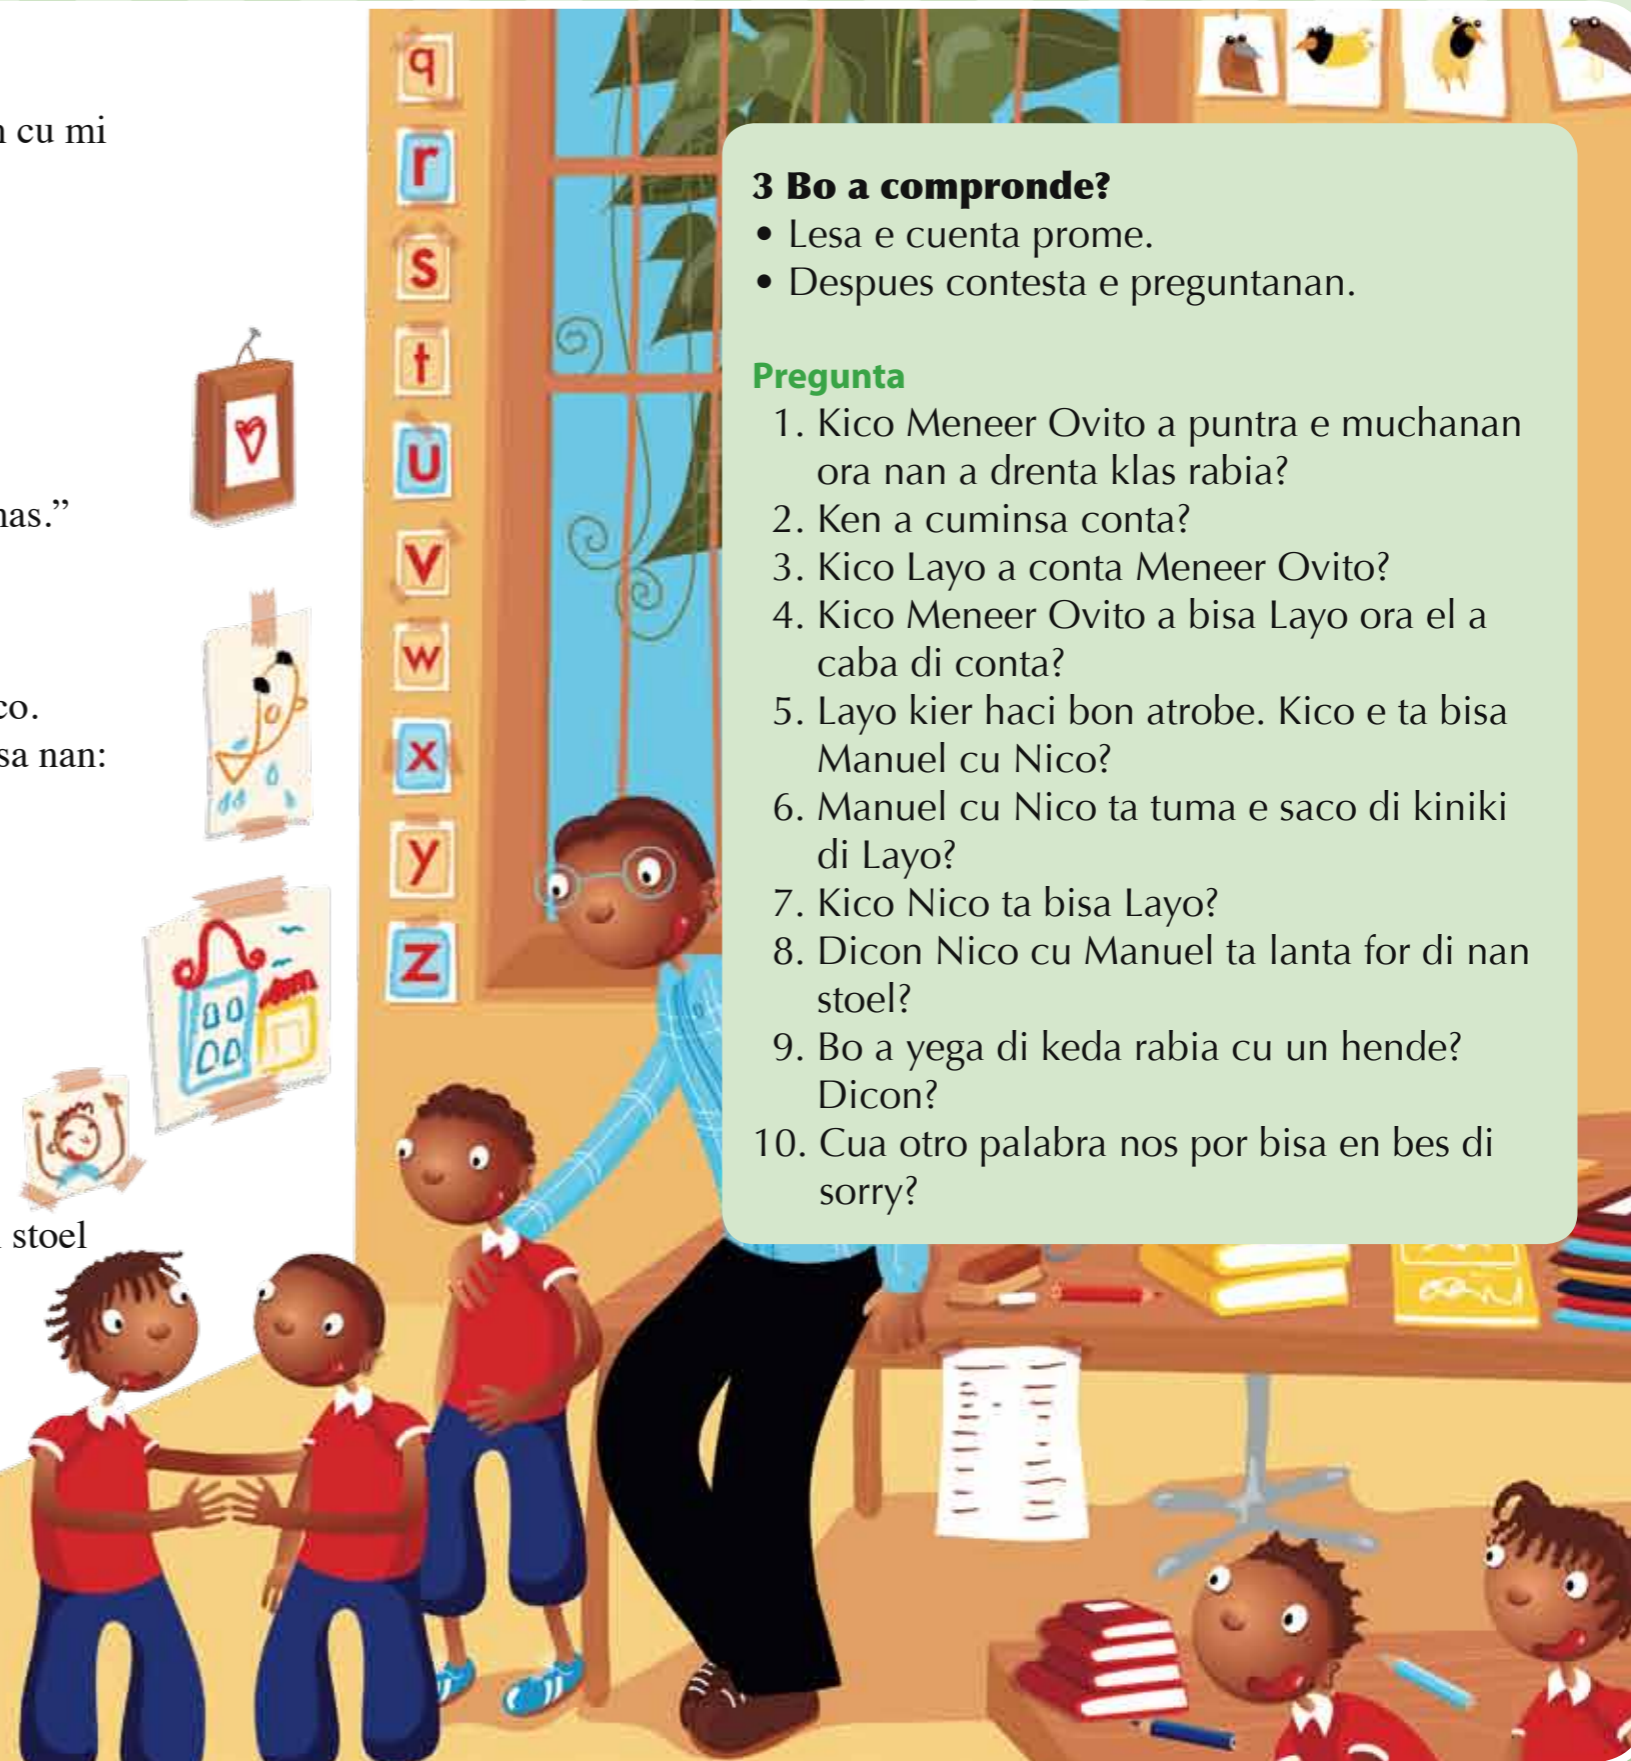 cu mi
mas.”
co.
sa nan:
stoel
q
r
s
t
u
v
w
x
y
z
3 Bo a compronde?
• Lesa e cuenta prome.
• Despues contesta e preguntanan.
Pregunta
1. Kico Meneer Ovito a puntra e muchanan
ora nan a drenta klas rabia?
2. Ken a cuminsa conta?
3. Kico Layo a conta Meneer Ovito?
4. Kico Meneer Ovito a bisa Layo ora el a
caba di conta?
5. Layo kier haci bon atrobe. Kico e ta bisa
Manuel cu Nico?
6. Manuel cu Nico ta tuma e saco di kiniki
di Layo?
7. Kico Nico ta bisa Layo?
8. Dicon Nico cu Manuel ta lanta for di nan
stoel?
9. Bo a yega di keda rabia cu un hende?
Dicon?
10. Cua otro palabra nos por bisa en bes di
sorry?